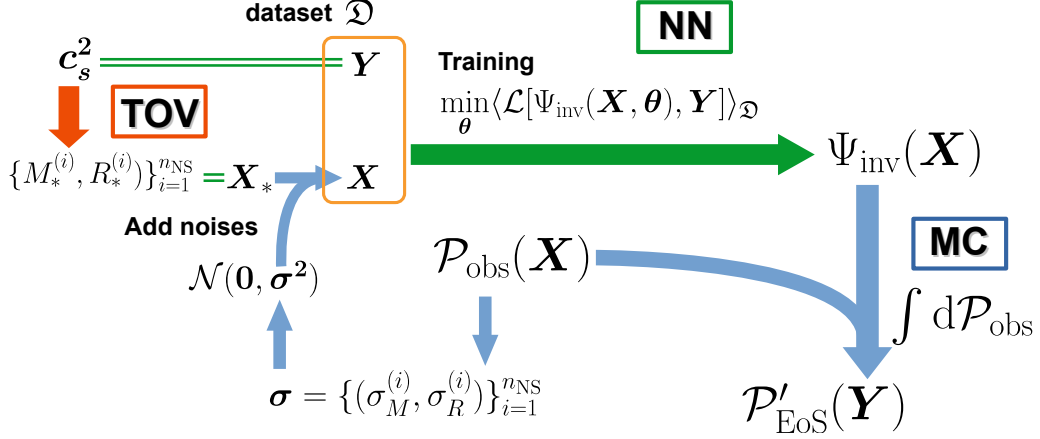 dataset 𝔇
NN
c_s^2
Y
Training
TOV
min_θ ⟨ℒ[Ψ_inv(X, θ), Y]⟩_𝔇
{M_*^{(i)}, R_*^{(i)})}_{i=1}^{n_NS} = X_*
X
Ψ_inv(X)
Add noises
𝒫_obs(X)
MC
𝒩(0, σ²)
∫ d𝒫_obs
σ = {(σ_M^{(i)}, σ_R^{(i)})}_{i=1}^{n_NS}
𝒫′_EoS(Y)